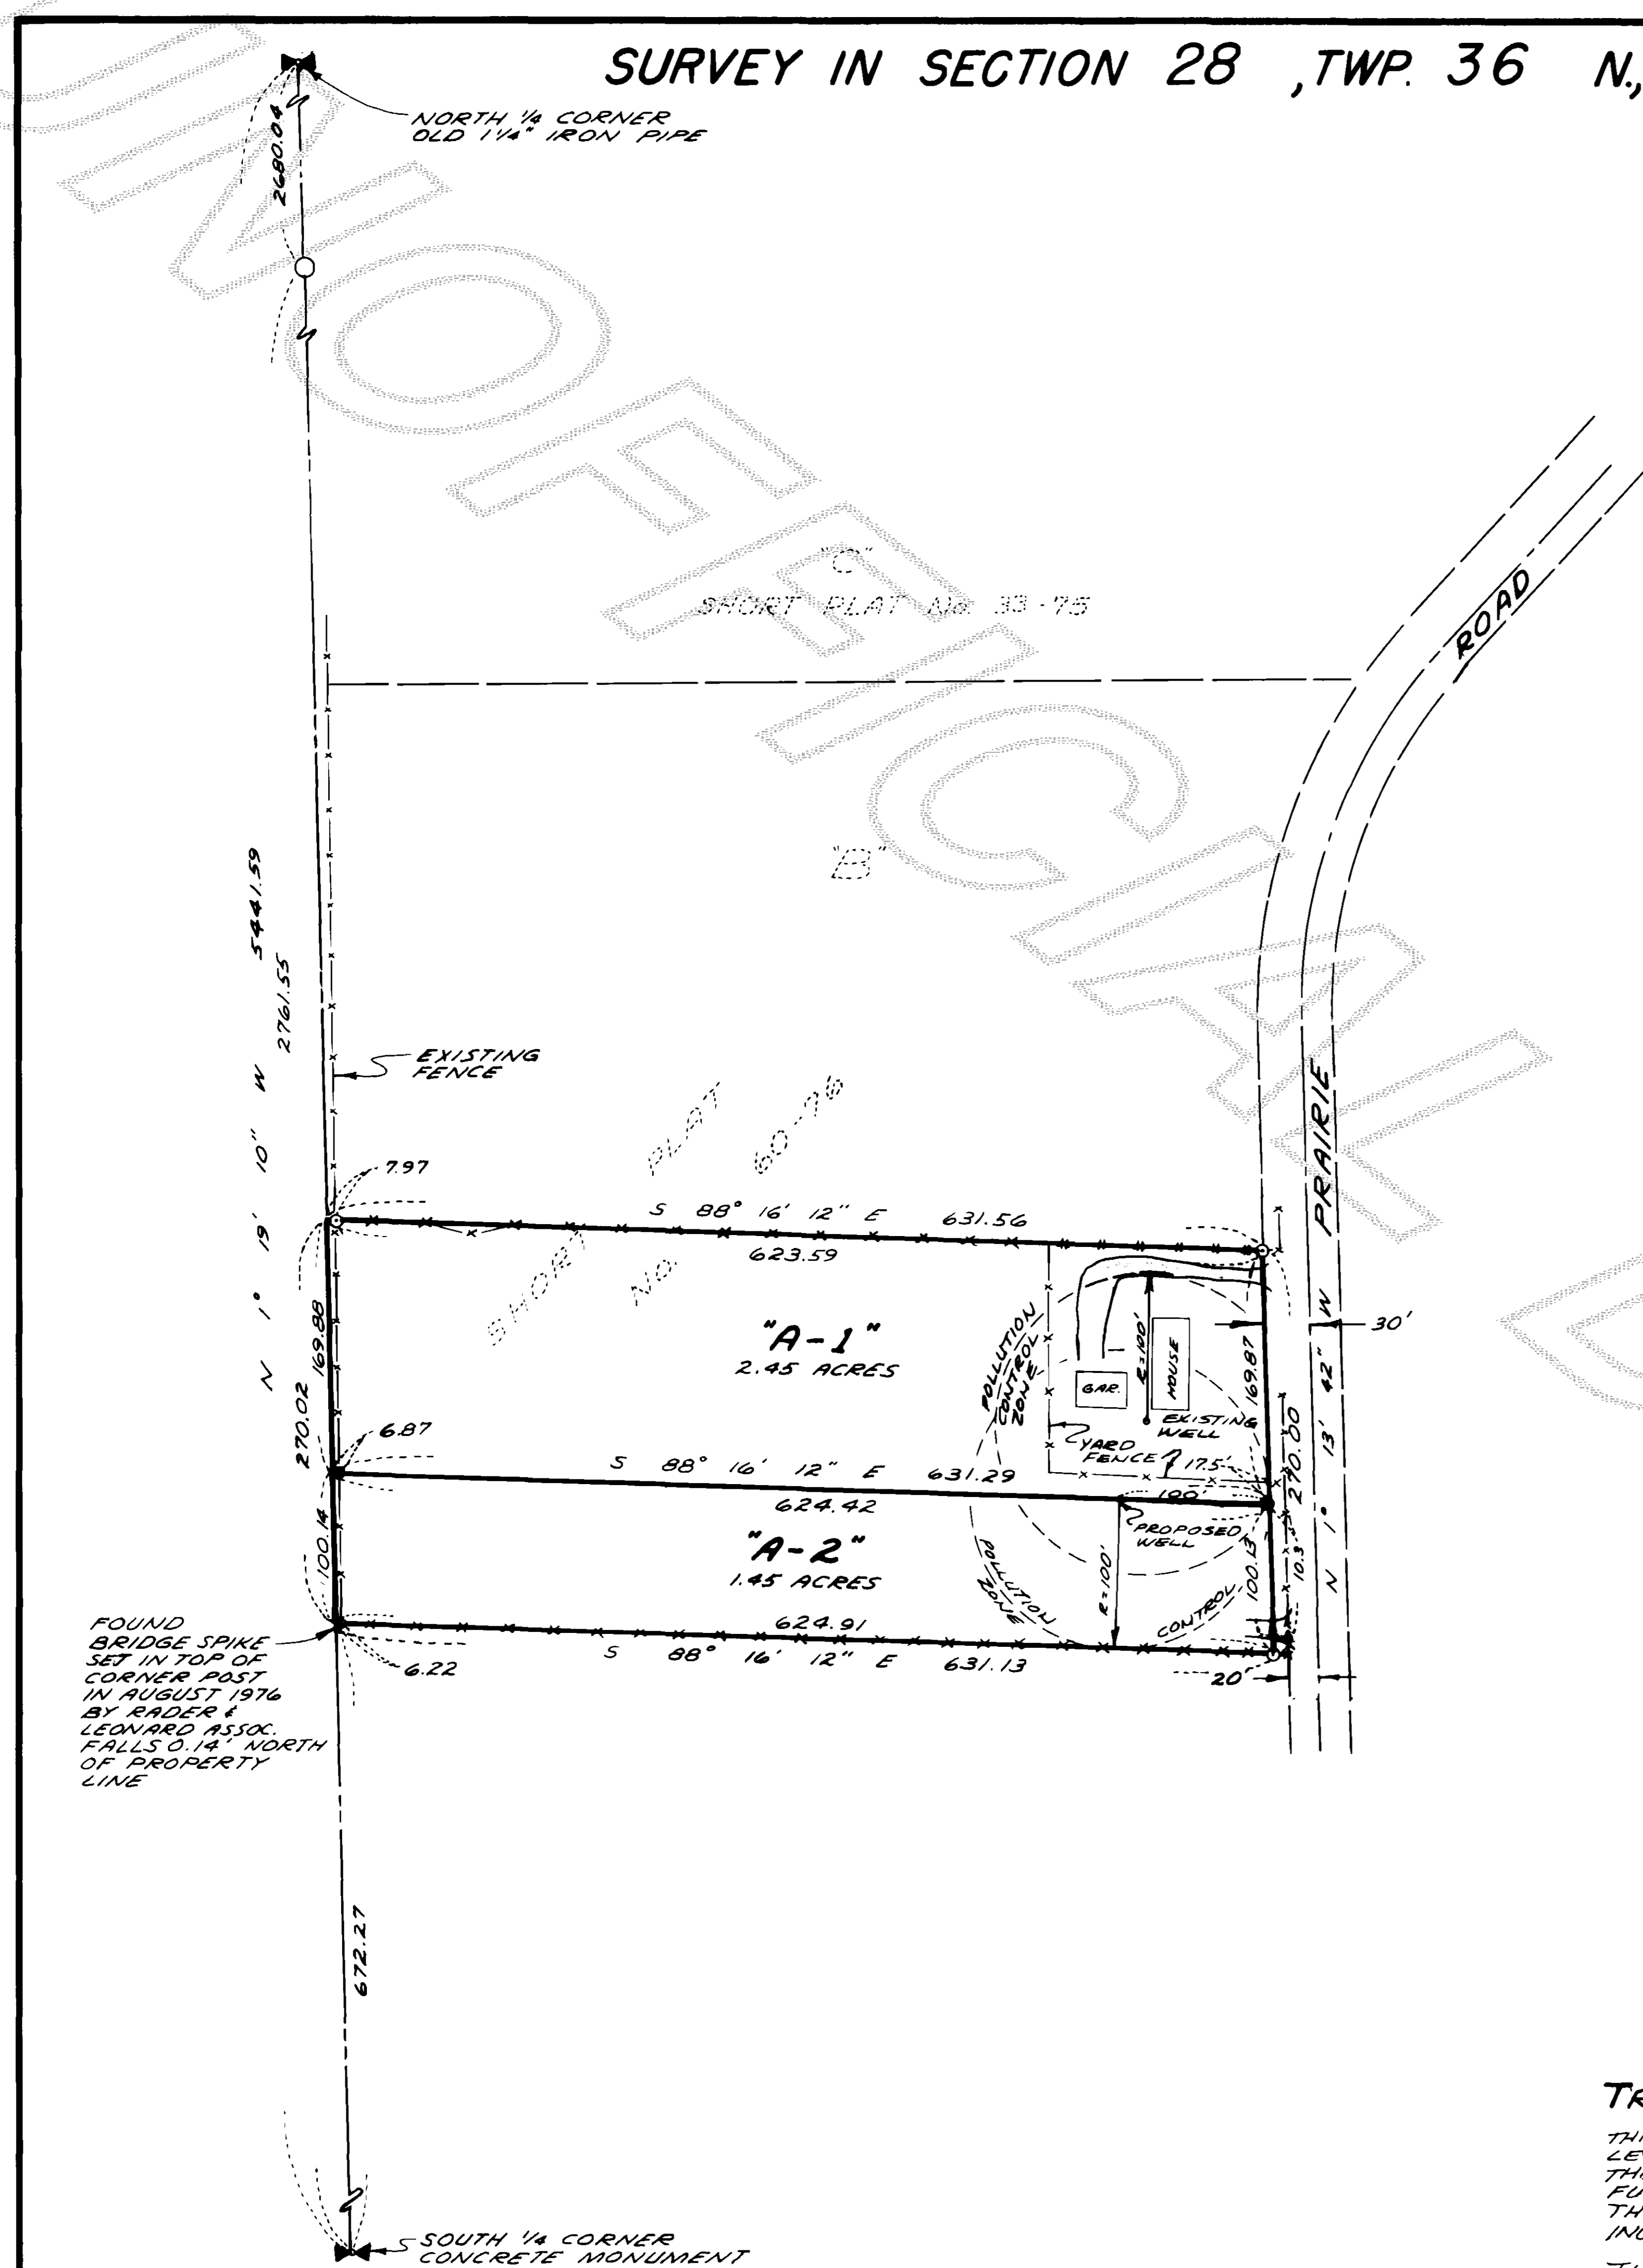 SURVEY IN SECTION 28 , TWP. 36 N.,
NORTH 1/4 CORNER
OLD 1 1/4" IRON PIPE
2680.04
UNOFFICIAL
"C"
SHORT PLAT No. 33-75
ROAD
"B"
N 1° 19' 10" W 5441.59
2761.55
EXISTING
FENCE
SHORT PLAT
NO. 60-76
7.97
S 88° 16' 12" E 631.56
623.59
PRAIRIE
N 1° 13' 42" W
30'
169.88
270.02
"A-1"
2.45 ACRES
POLLUTION
CONTROL
ZONE
R=100'
GAR.
HOUSE
169.87
EXISTING
WELL
YARD
FENCE
17.5'
270.00
6.87
S 88° 16' 12" E 631.29
624.42
100'
PROPOSED
WELL
"A-2"
1.45 ACRES
100.14
R=100'
POLLUTION
ZONE
CONTROL
100.13
10.3'
624.91
S 88° 16' 12" E 631.13
20'
6.22
FOUND
BRIDGE SPIKE
SET IN TOP OF
CORNER POST
IN AUGUST 1976
BY RADER &
LEONARD ASSOC.
FALLS 0.14' NORTH
OF PROPERTY
LINE
672.27
SOUTH 1/4 CORNER
CONCRETE MONUMENT
TR
LE
FU
TH